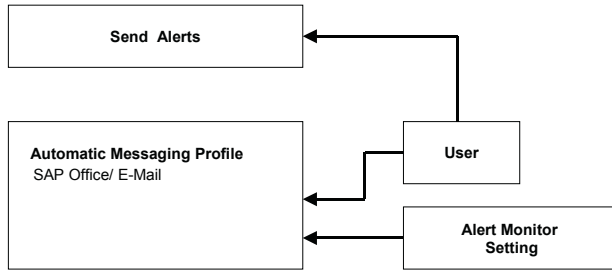 Send Alerts
Automatic Messaging Profile
SAP Office/ E-Mail
User
Alert Monitor
Setting